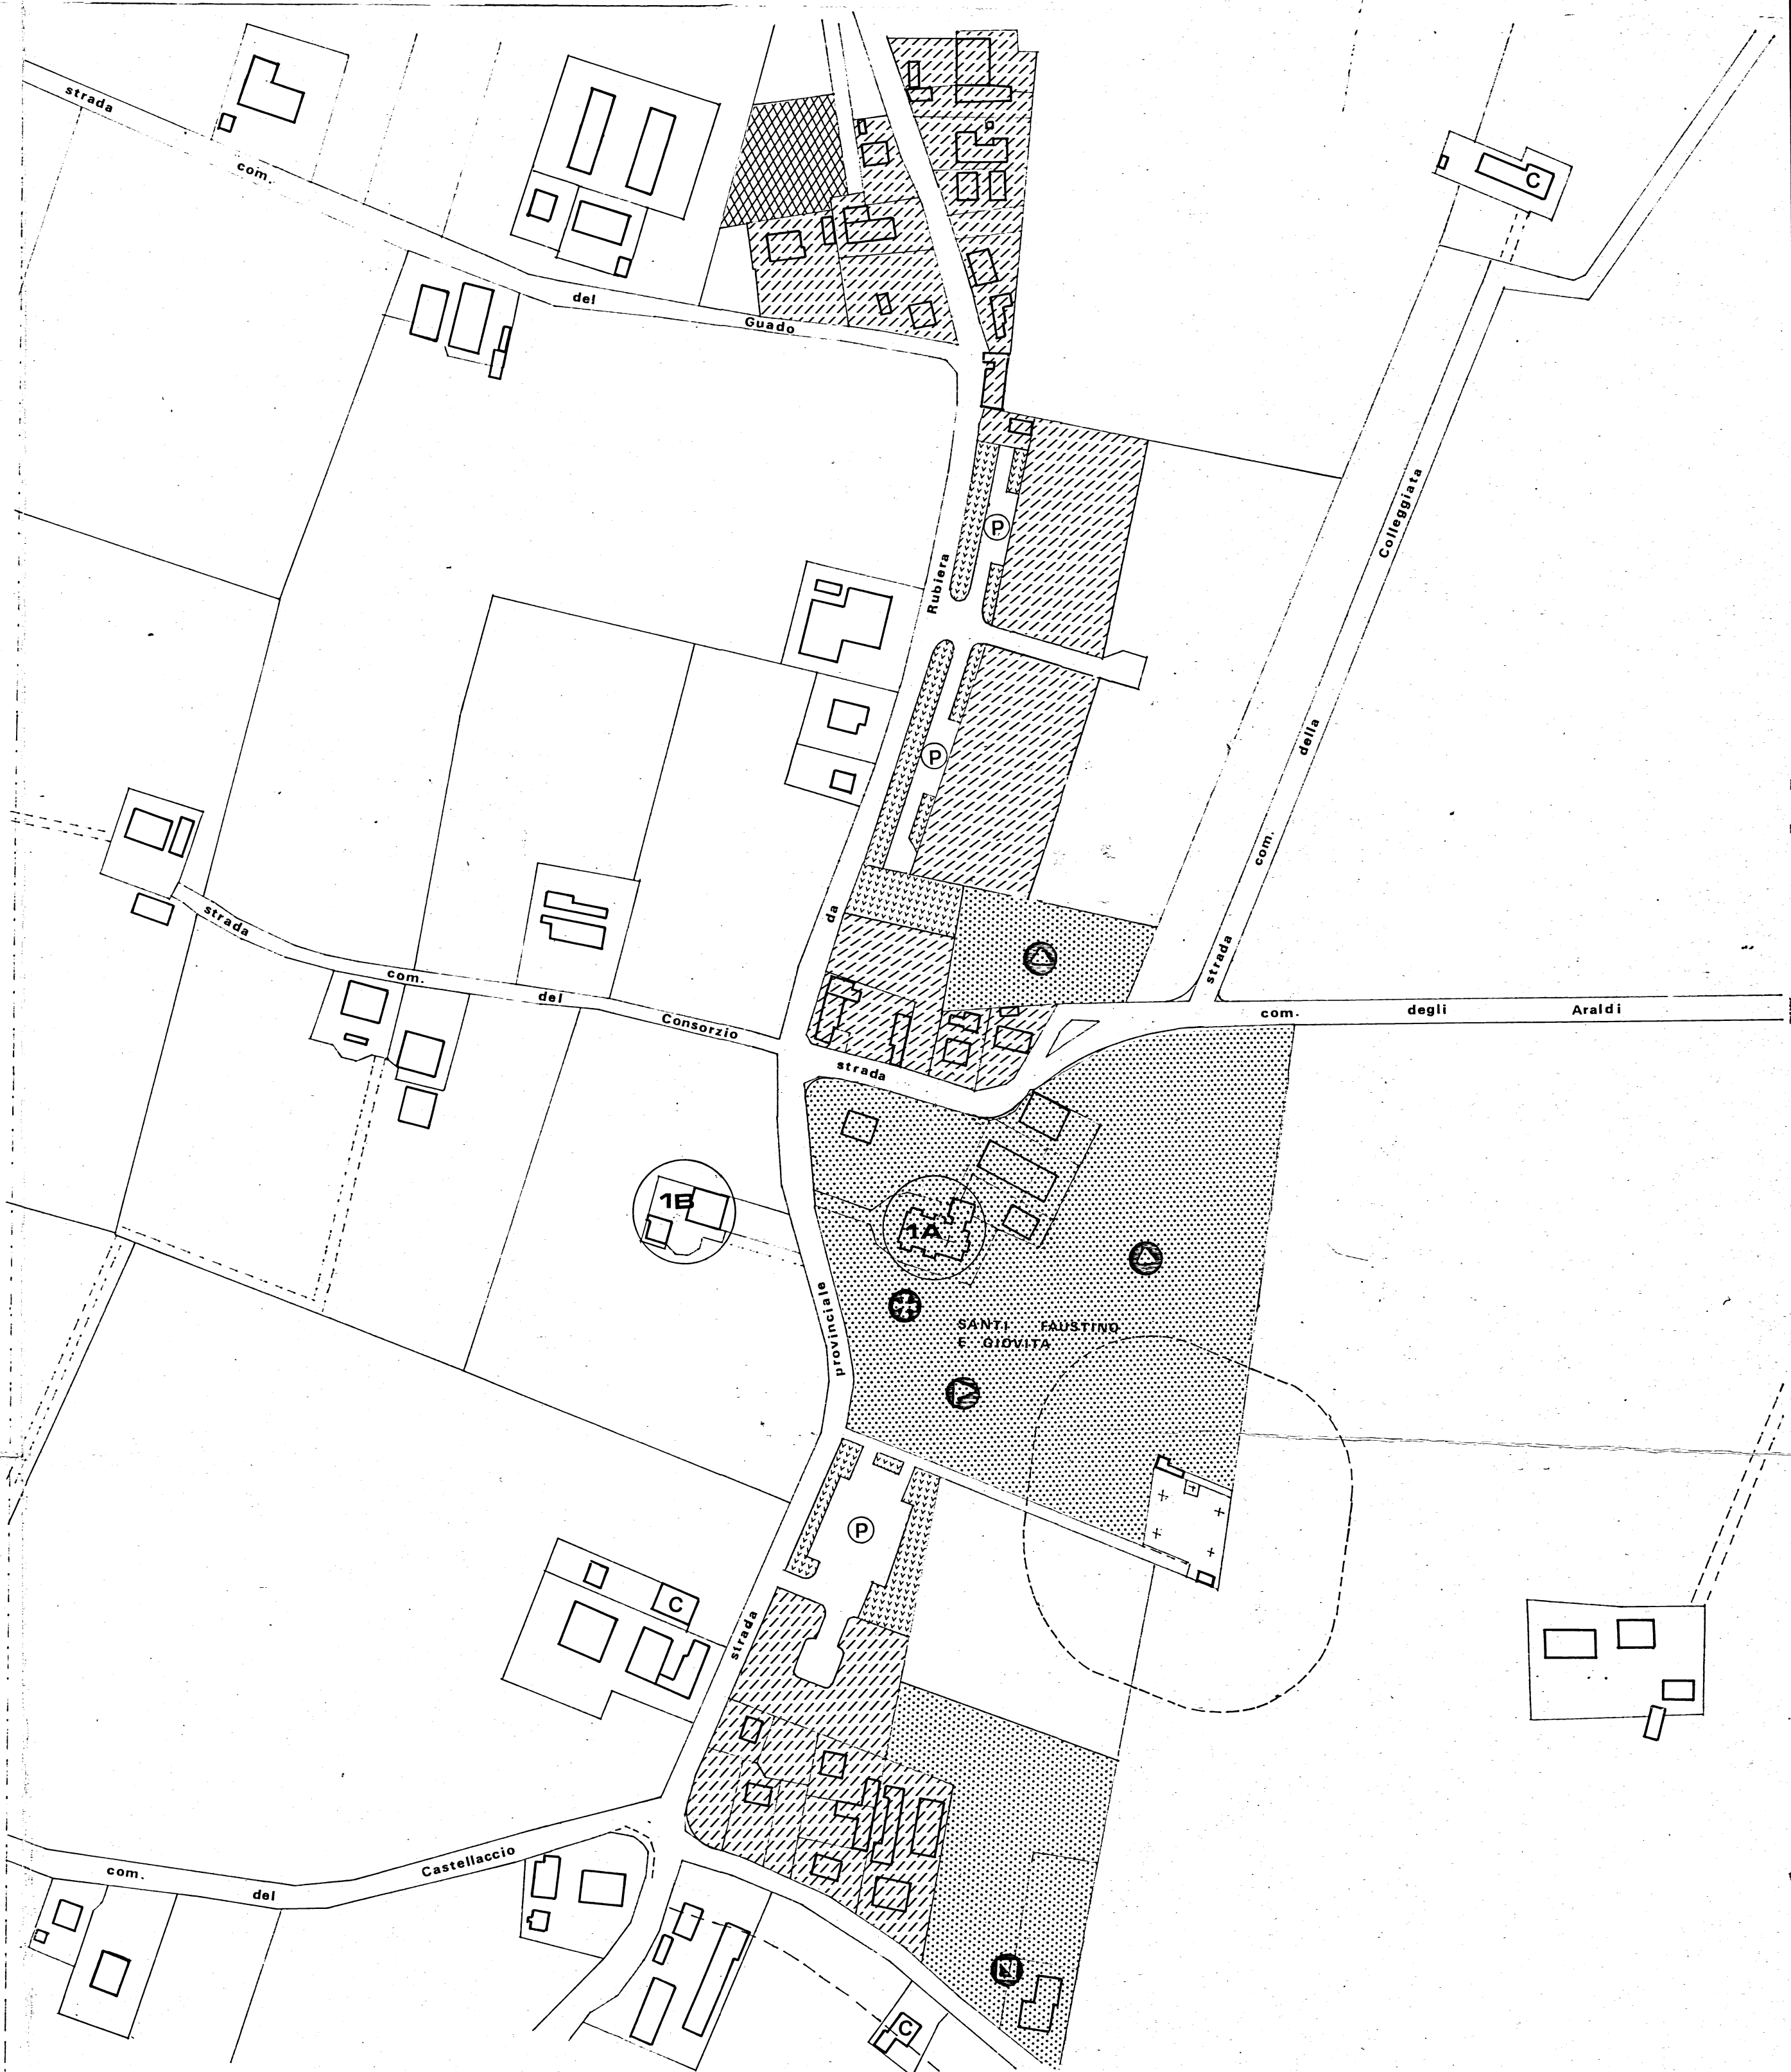 strada
com.
del
Guado
C
Colleggiata
della
com.
strada
P
Rubiera
P
da
strada
com.
del
Consorzio
strada
com.
degli
Araldi
1B
1A
provinciale
SANTI FAUSTINO
E GIOVITA
P
C
strada
com.
del
Castellaccio
C
N